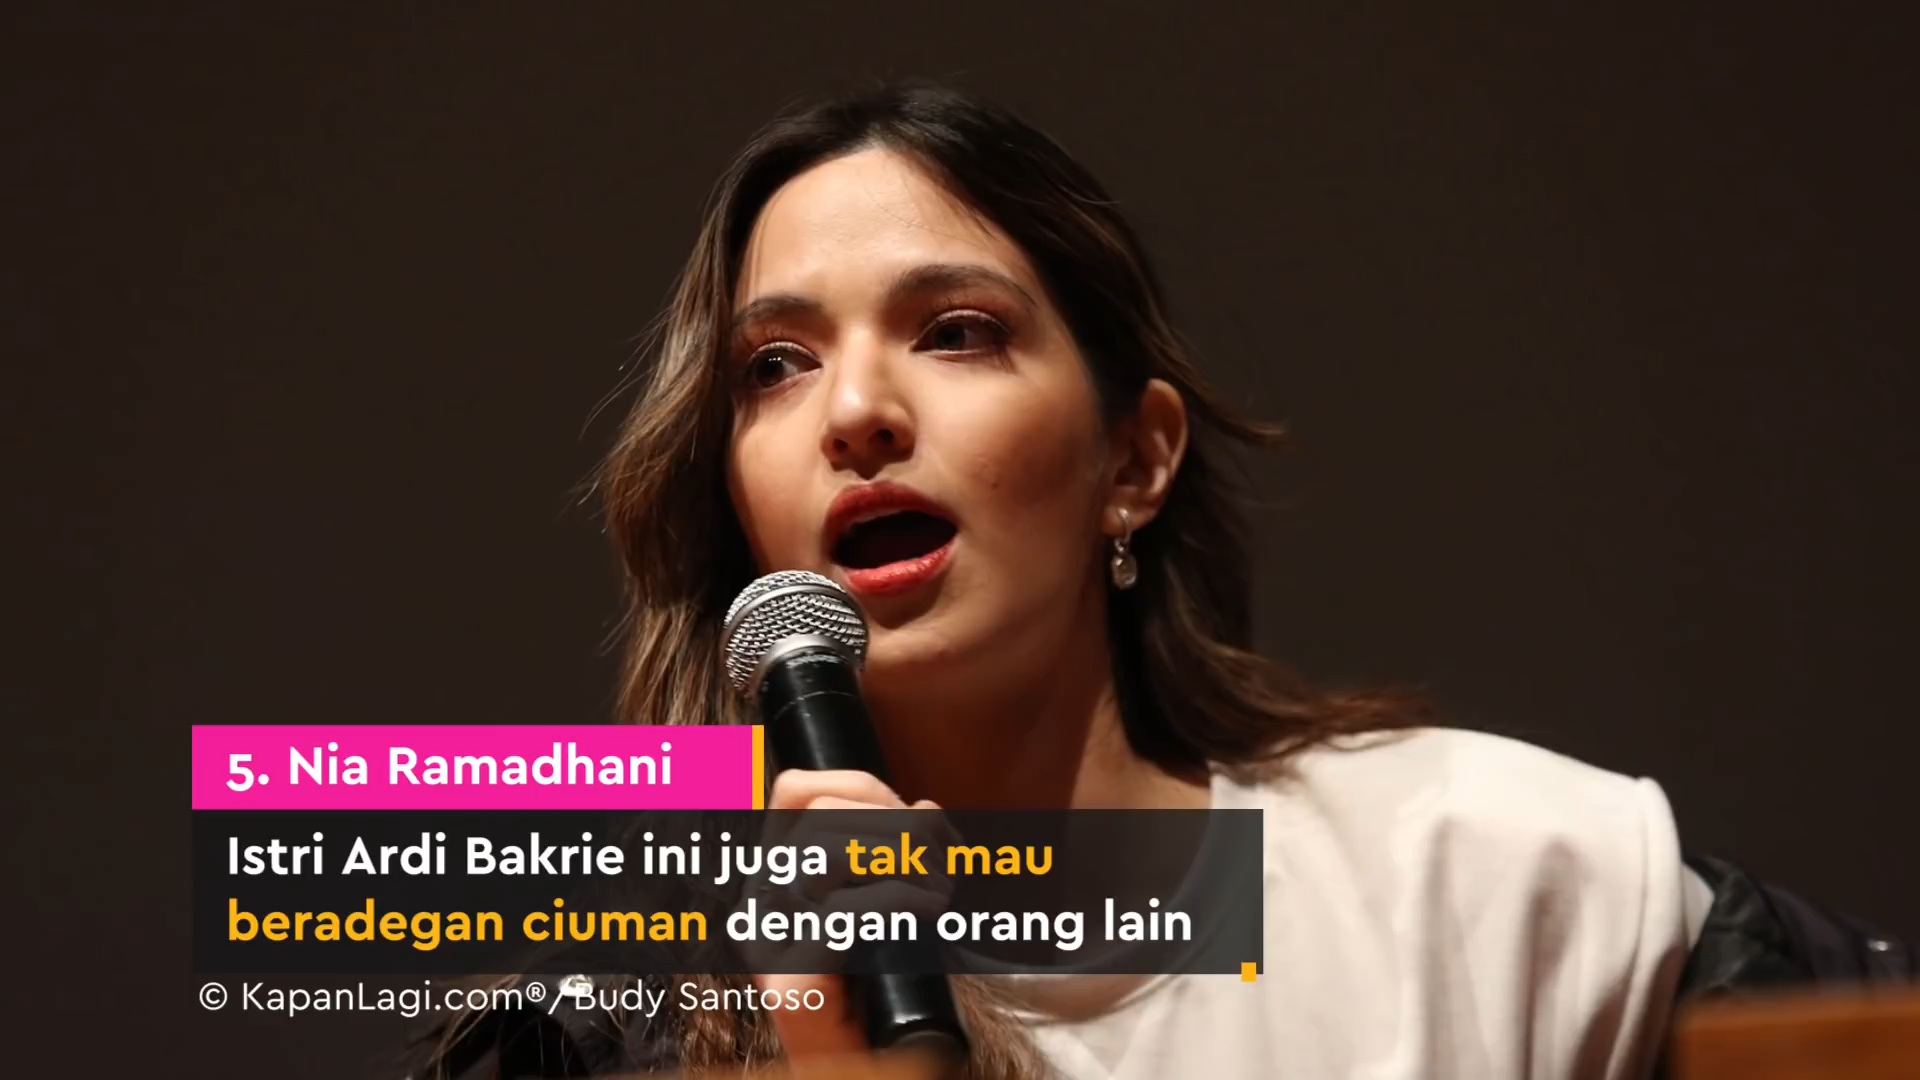 5. Nia Ramadhani
Istri Ardi Bakrie ini juga tak mau
beradegan ciuman dengan orang lain
© KapanLagi.com®/Budy Santoso